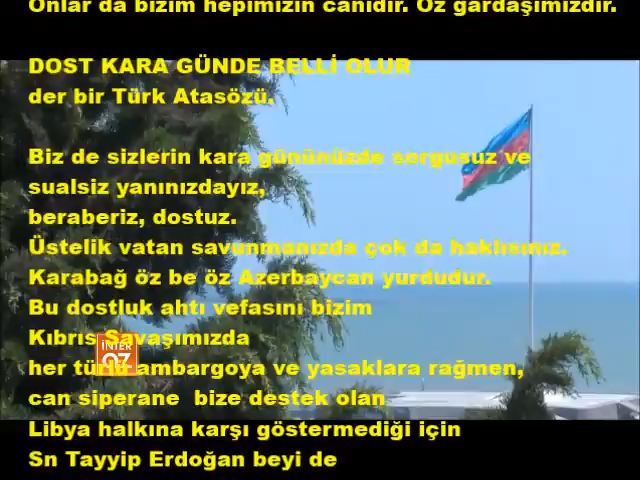 Onlar da bizim hepimizin canıdır. Öz gardaşımızdır.
DOST KARA GÜNDE BELLİ OLUR
der bir Türk Atasözü.
Biz de sizlerin kara gününüzde sorgusuz ve
sualsiz yanınızdayız,
beraberiz, dostuz.
Üstelik vatan savunmanızda çok da haklısınız.
Karabağ öz be öz Azerbaycan yurdudur.
Bu dostluk ahtı vefasını bizim
Kıbrıs Savaşımızda
her türlü ambargoya ve yasaklara rağmen,
can siperane bize destek olan
Libya halkına karşı göstermediği için
Sn Tayyip Erdoğan beyi de
İNTER
AZ